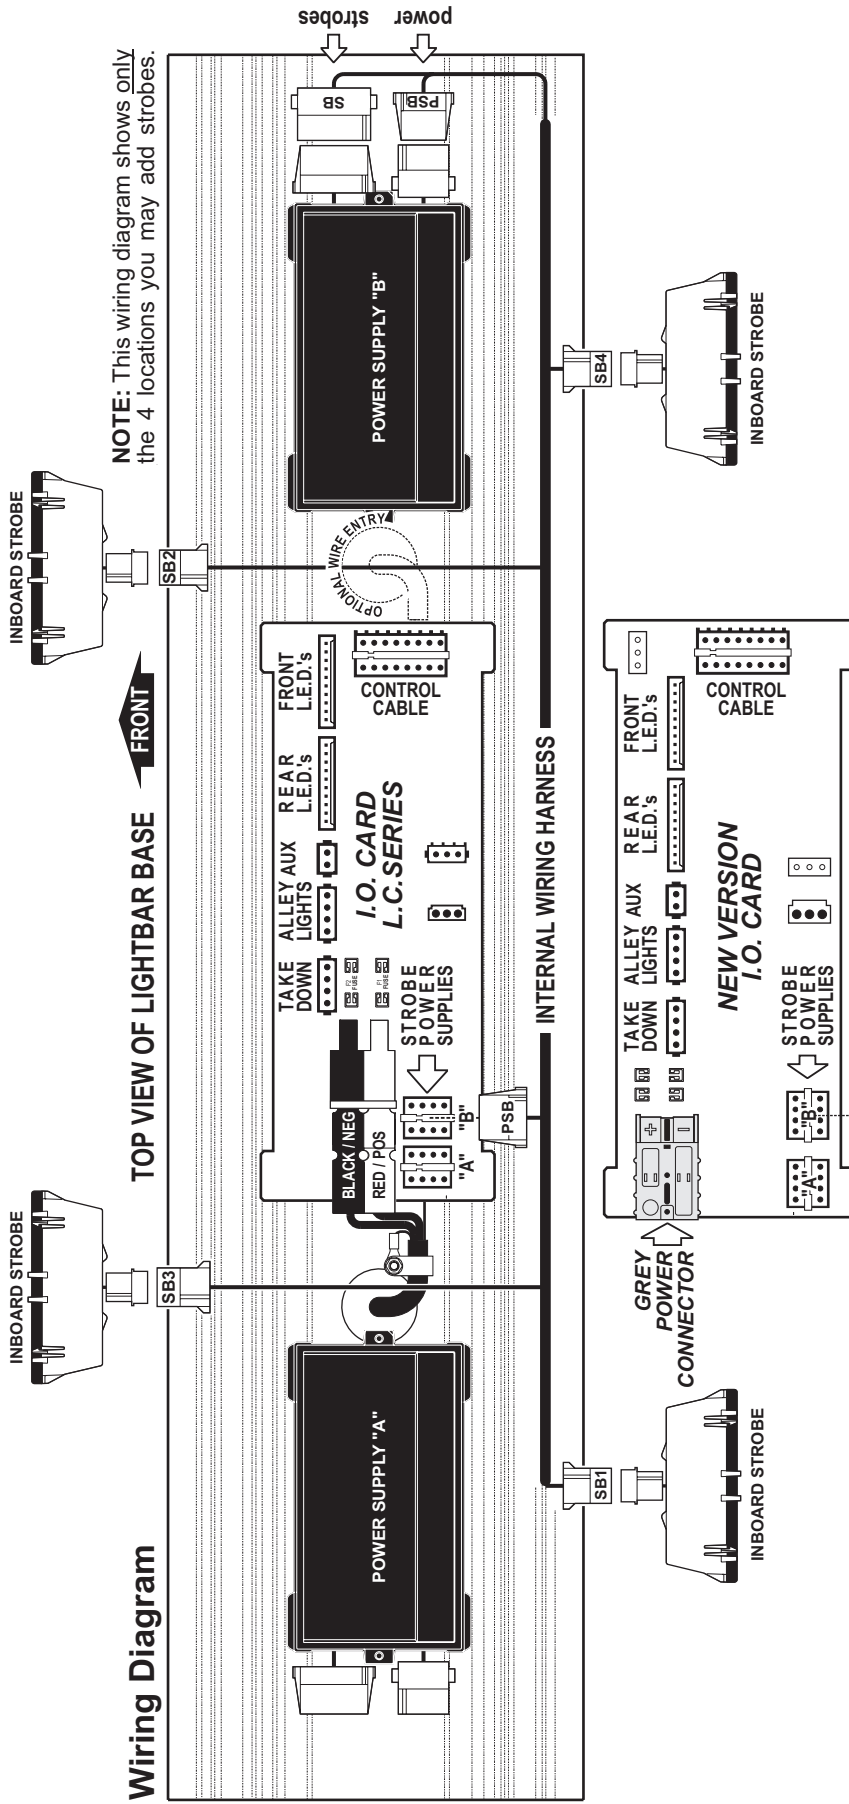 Wiring Diagram
TOP VIEW OF LIGHTBAR BASE
FRONT
NOTE: This wiring diagram shows only
the 4 locations you may add strobes.
INBOARD STROBE
SB3
INBOARD STROBE
SB2
strobes
power
SB
PSB
POWER SUPPLY "A"
POWER SUPPLY "B"
OPTIONAL WIRE ENTRY
BLACK / NEG
RED / POS
TAKE
DOWN
ALLEY
LIGHTS
AUX
REAR
L.E.D.'s
FRONT
L.E.D.'s
F2
FUSE
F1
FUSE
I.O. CARD
L.C. SERIES
CONTROL
CABLE
STROBE
POWER
SUPPLIES
"A"
"B"
PSB
INTERNAL WIRING HARNESS
SB1
INBOARD STROBE
SB4
INBOARD STROBE
GREY
POWER
CONNECTOR
+
−
TAKE
DOWN
ALLEY
LIGHTS
AUX
REAR
L.E.D.'s
FRONT
L.E.D.'s
NEW VERSION
I.O. CARD
CONTROL
CABLE
STROBE
POWER
SUPPLIES
"A"
"B"